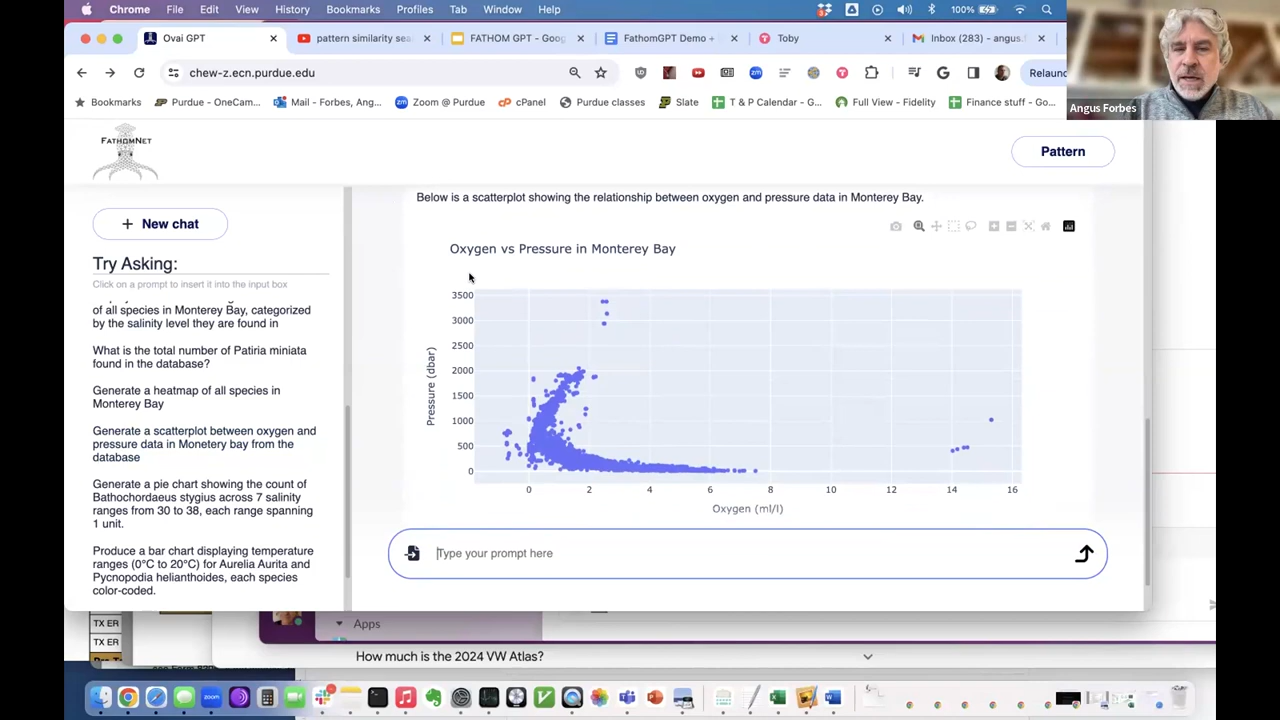 Chrome File Edit View History Bookmarks Profiles Tab Window Help 100%
Ovai GPT
pattern similarity sea
FATHOM GPT - Goog
FathomGPT Demo +
Toby
Inbox (283) - angus.f
chew-z.ecn.purdue.edu
Relaunc
Angus Forbes
Bookmarks
Purdue - OneCam...
Mail - Forbes, Ang...
Zoom @ Purdue
cPanel
Purdue classes
Slate
T & P Calendar - G...
Full View - Fidelity
Finance stuff - Go...
FATHOMNET
Pattern
+ New chat
Try Asking:
Click on a prompt to insert it into the input box
of all species in Monterey Bay, categorized
by the salinity level they are found in
What is the total number of Patiria miniata
found in the database?
Generate a heatmap of all species in
Monterey Bay
Generate a scatterplot between oxygen and
pressure data in Monetery bay from the
database
Generate a pie chart showing the count of
Bathochordaeus stygius across 7 salinity
ranges from 30 to 38, each range spanning
1 unit.
Produce a bar chart displaying temperature
ranges (0°C to 20°C) for Aurelia Aurita and
Pycnopodia helianthoides, each species
color-coded.
Below is a scatterplot showing the relationship between oxygen and pressure data in Monterey Bay.
Oxygen vs Pressure in Monterey Bay
3500
3000
2500
2000
1500
1000
500
0
Pressure (dbar)
0 2 4 6 8 10 12 14 16
Oxygen (ml/l)
Type your prompt here
TX ER
TX ER
Apps
How much is the 2024 VW Atlas?